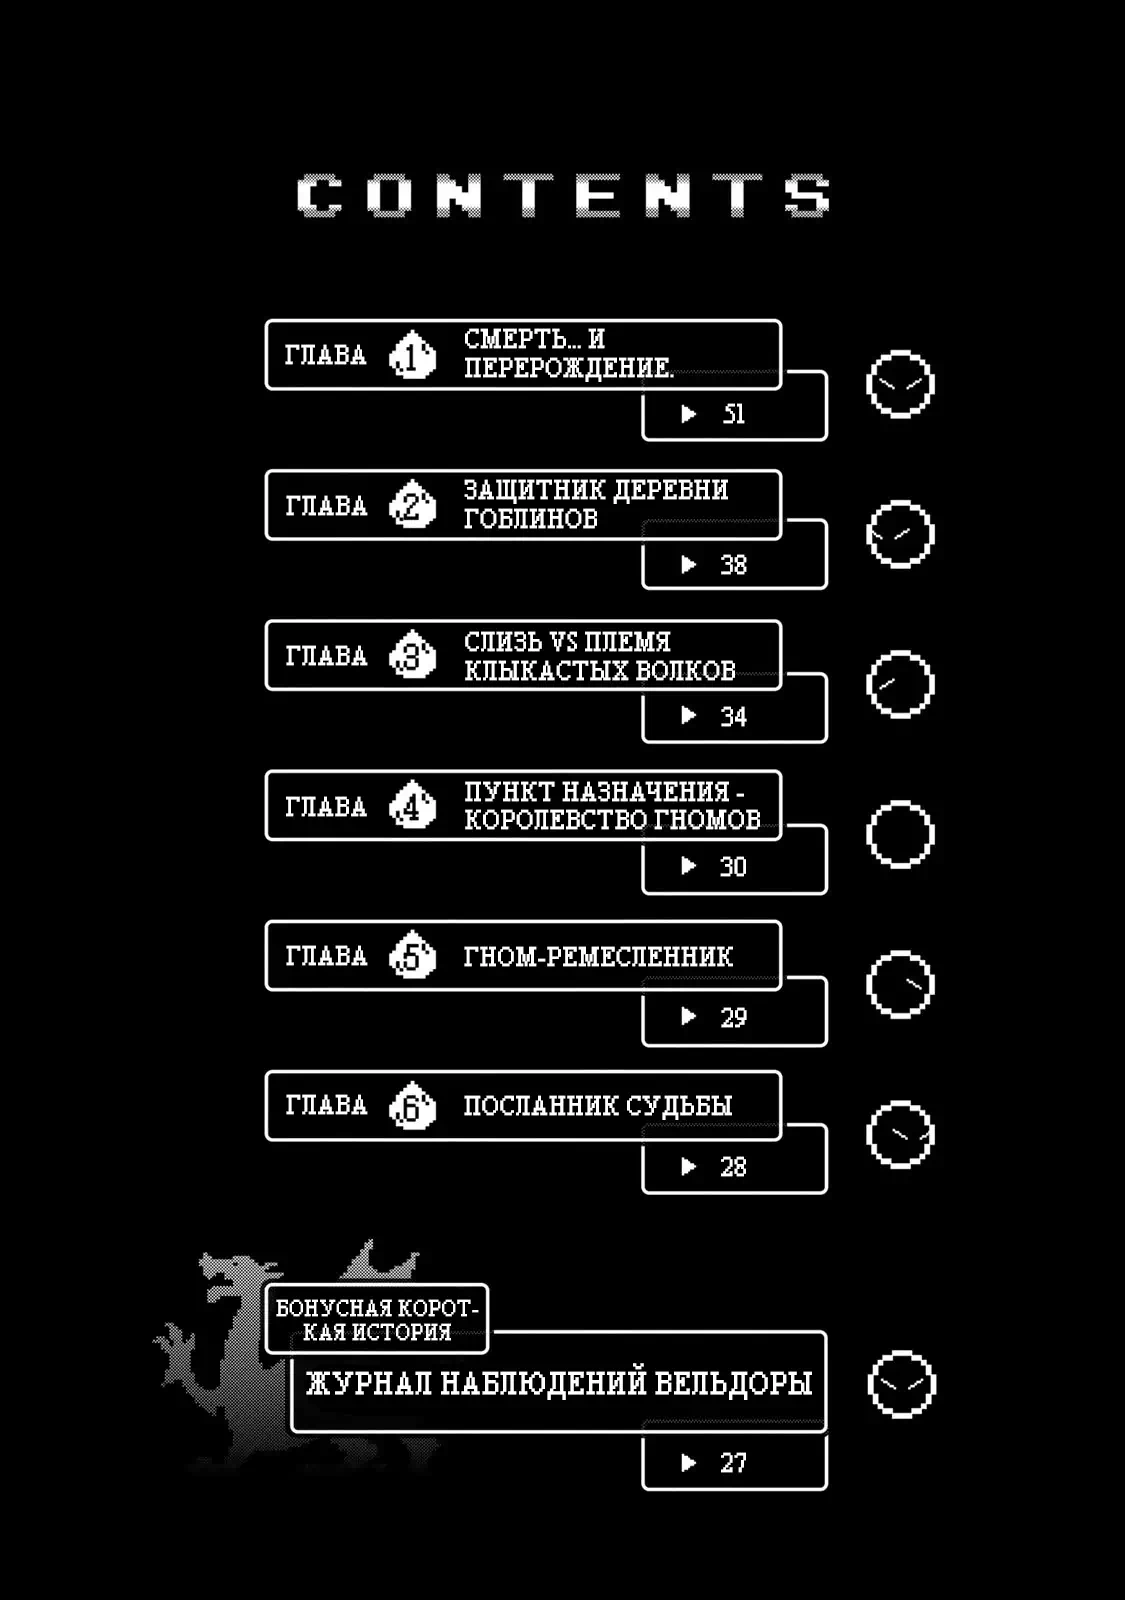 CONTENTS
ГЛАВА 1 СМЕРТЬ... И
ПЕРЕРОЖДЕНИЕ.
51
ГЛАВА 2 ЗАЩИТНИК ДЕРЕВНИ
ГОБЛИНОВ
38
ГЛАВА 3 СЛИЗЬ VS ПЛЕМЯ
КЛЫКАСТЫХ ВОЛКОВ
34
ГЛАВА 4 ПУНКТ НАЗНАЧЕНИЯ -
КОРОЛЕВСТВО ГНОМОВ
30
ГЛАВА 5 ГНОМ-РЕМЕСЛЕННИК
29
ГЛАВА 6 ПОСЛАННИК СУДЬБЫ
28
БОНУСНАЯ КОРОТ-
КАЯ ИСТОРИЯ
ЖУРНАЛ НАБЛЮДЕНИЙ ВЕЛЬДОРЫ
27